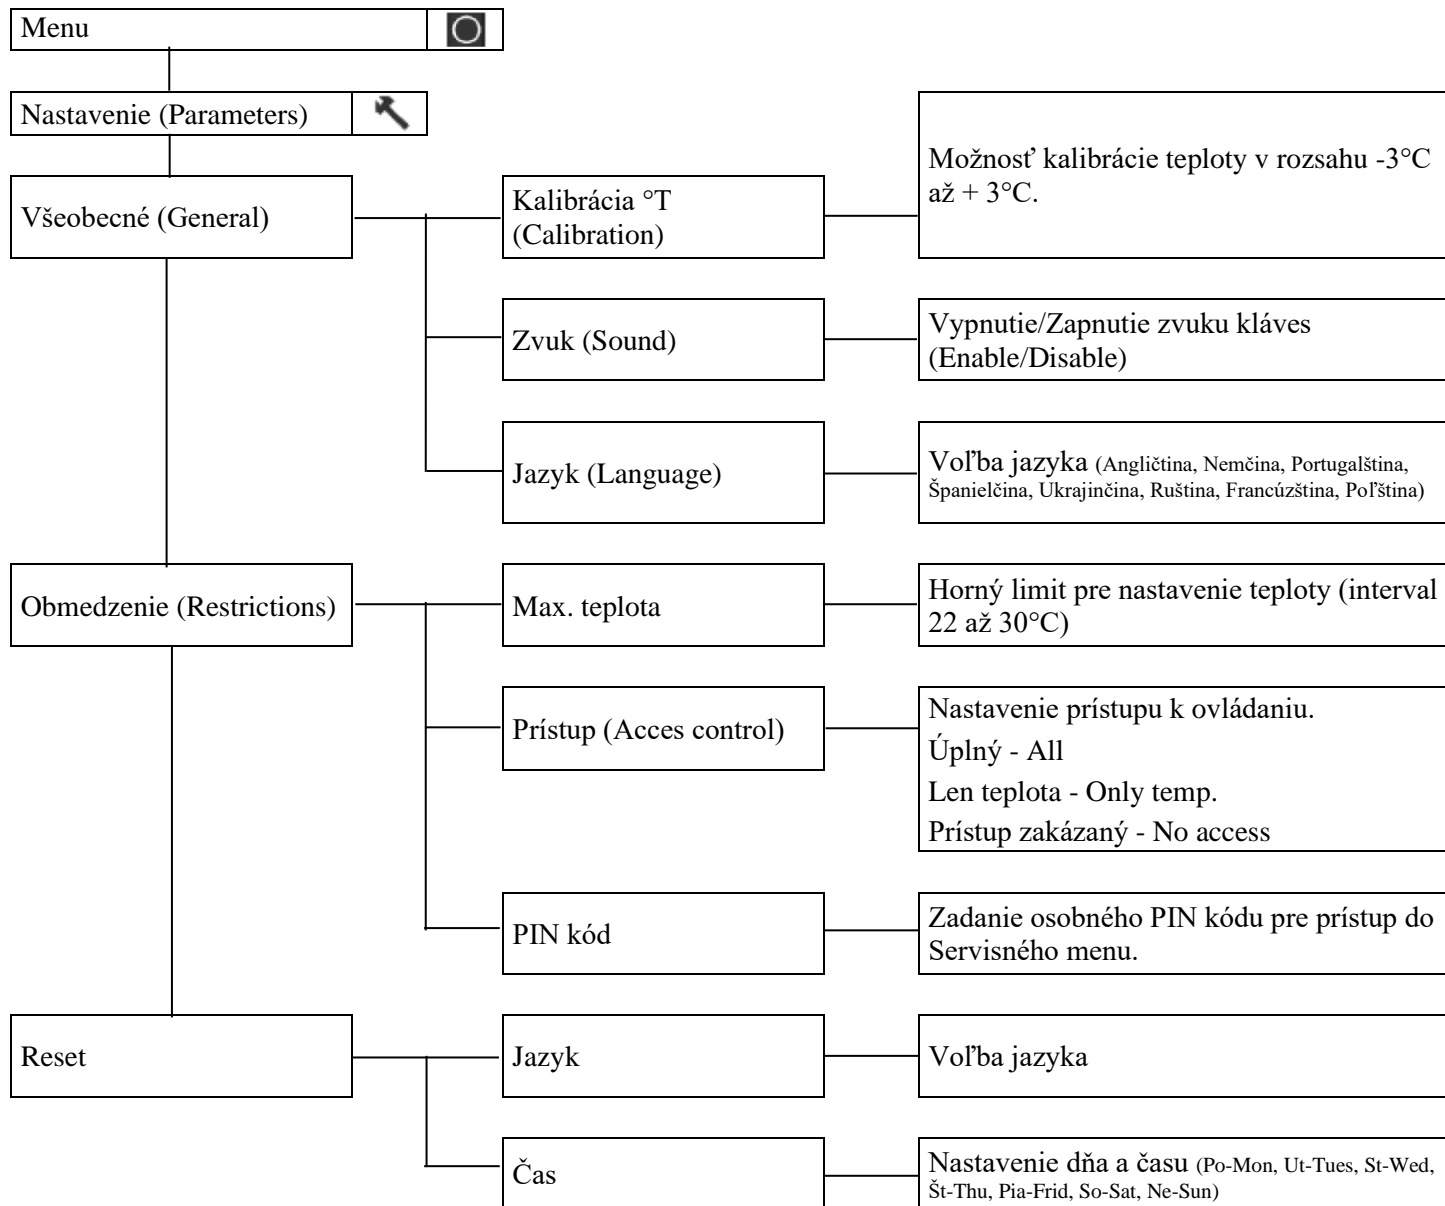 Menu
Nastavenie (Parameters)
Všeobecné (General)
Kalibrácia °T
(Calibration)
Možnosť kalibrácie teploty v rozsahu -3°C
až + 3°C.
Zvuk (Sound)
Vypnutie/Zapnutie zvuku kláves
(Enable/Disable)
Jazyk (Language)
Voľba jazyka (Angličtina, Nemčina, Portugalština,
Španielčina, Ukrajinčina, Ruština, Francúzština, Poľština)
Obmedzenie (Restrictions)
Max. teplota
Horný limit pre nastavenie teploty (interval
22 až 30°C)
Prístup (Acces control)
Nastavenie prístupu k ovládaniu.
Úplný - All
Len teplota - Only temp.
Prístup zakázaný - No access
PIN kód
Zadanie osobného PIN kódu pre prístup do
Servisného menu.
Reset
Jazyk
Voľba jazyka
Čas
Nastavenie dňa a času (Po-Mon, Ut-Tues, St-Wed,
Št-Thu, Pia-Frid, So-Sat, Ne-Sun)